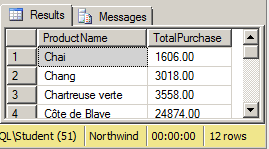 Results Messages
ProductName TotalPurchase
1 Chai 1606.00
2 Chang 3018.00
3 Chartreuse verte 3558.00
4 Côte de Blave 24874.00
QL\Student (51) Northwind 00:00:00 12 rows